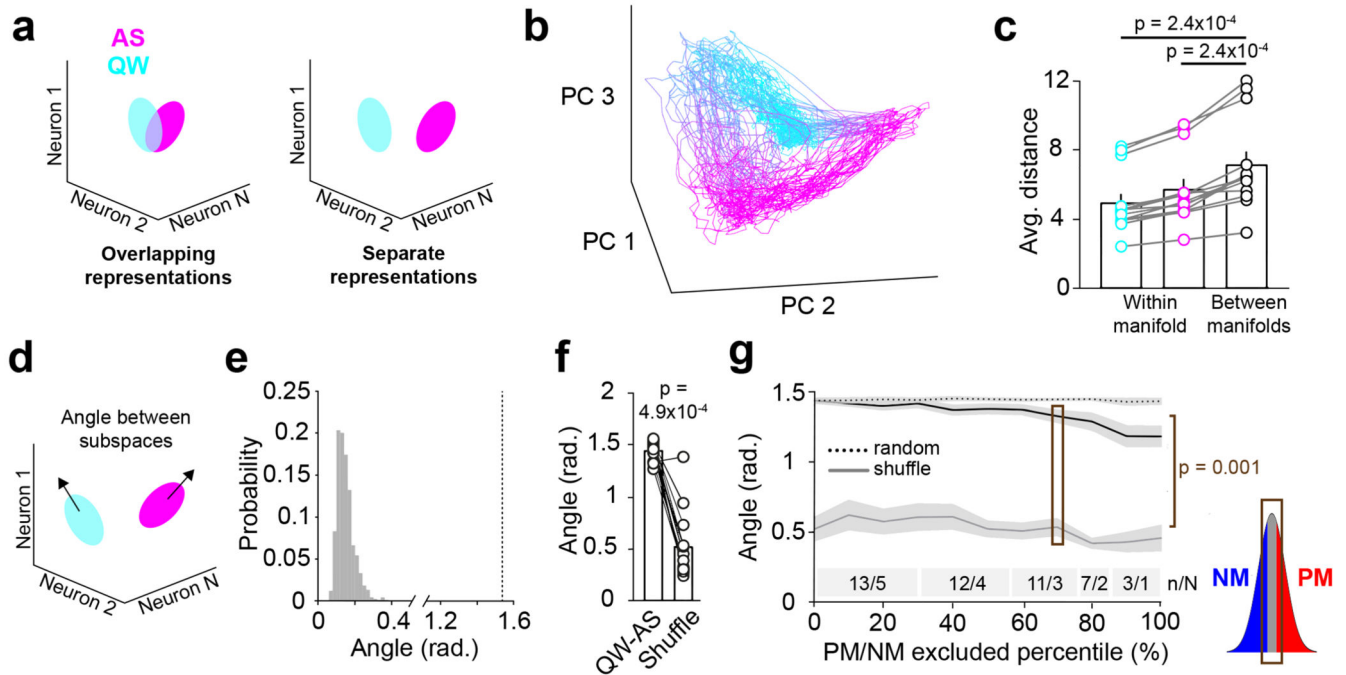 a
AS
QW
Neuron 1
Neuron 2
Neuron N
Overlapping
representations
Neuron 1
Neuron 2
Neuron N
Separate
representations
b
PC 3
PC 1
PC 2
c
p = 2.4x10-4
p = 2.4x10-4
Avg. distance
12
8
4
0
Within
manifold
Between
manifolds
d
Angle between
subspaces
Neuron 1
Neuron 2
Neuron N
e
Probability
0.25
0.2
0.15
0.1
0.05
0
0
0.4
1.2
1.6
Angle (rad.)
f
p =
4.9x10-4
Angle (rad.)
2
1.5
1
0.5
0
QW-AS
Shuffle
g
Angle (rad.)
1.5
1
0.5
0
random
shuffle
p = 0.001
13/5
12/4
11/3
7/2
3/1
n/N
0
20
40
60
80
100
PM/NM excluded percentile (%)
NM
PM